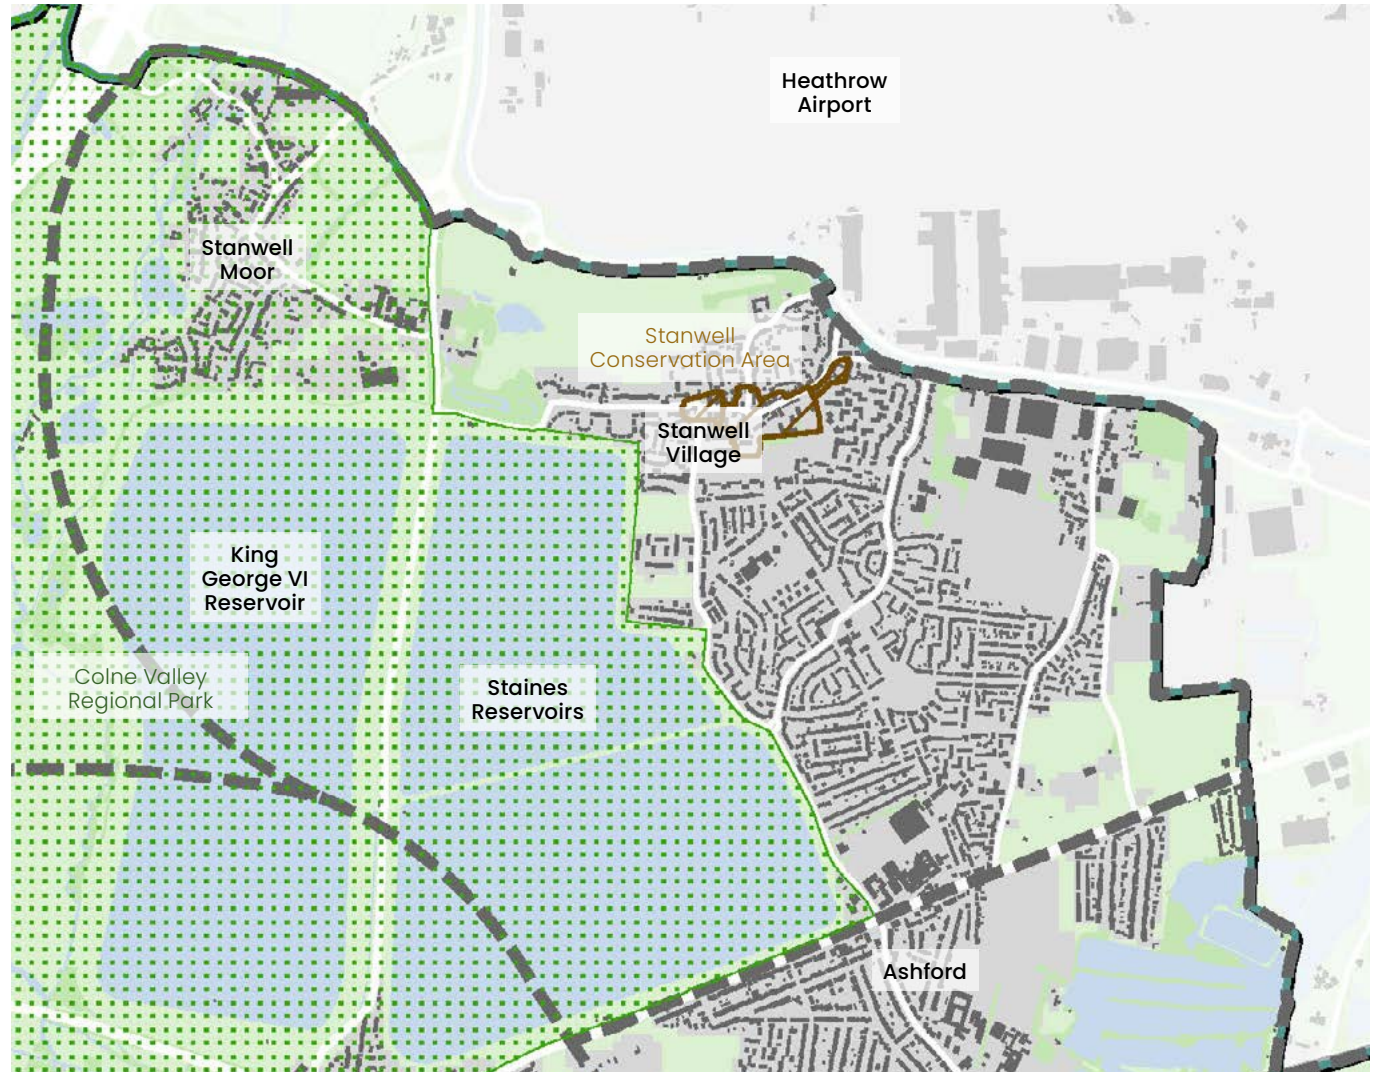 Heathrow
Airport
Stanwell
Moor
Stanwell
Conservation Area
Stanwell
Village
King
George VI
Reservoir
Colne Valley
Regional Park
Staines
Reservoirs
Ashford